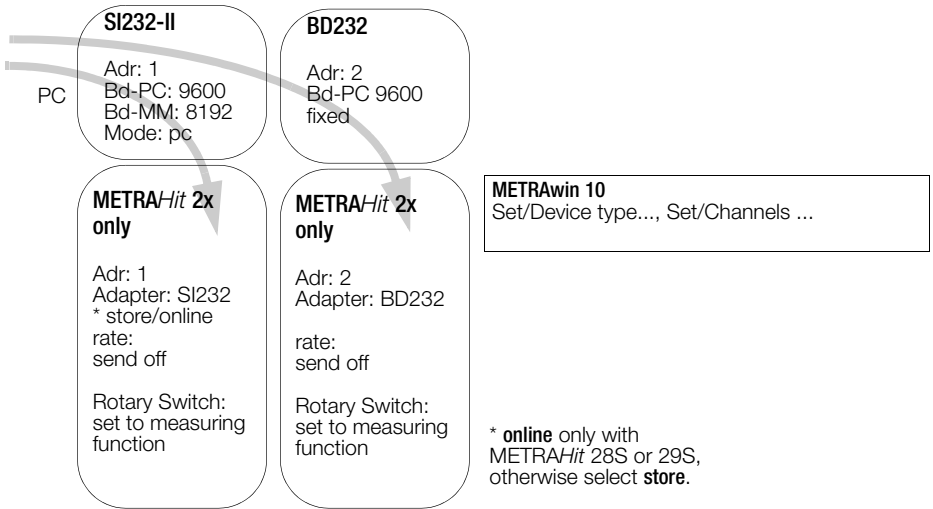 SI232-II
Adr: 1
Bd-PC: 9600
Bd-MM: 8192
Mode: pc
BD232
Adr: 2
Bd-PC 9600
fixed
PC
METRAHit 2x
only
Adr: 1
Adapter: SI232
* store/online
rate:
send off
Rotary Switch:
set to measuring
function
METRAHit 2x
only
Adr: 2
Adapter: BD232
rate:
send off
Rotary Switch:
set to measuring
function
METRAwin 10
Set/Device type..., Set/Channels ...
* online only with
METRAHit 28S or 29S,
otherwise select store.